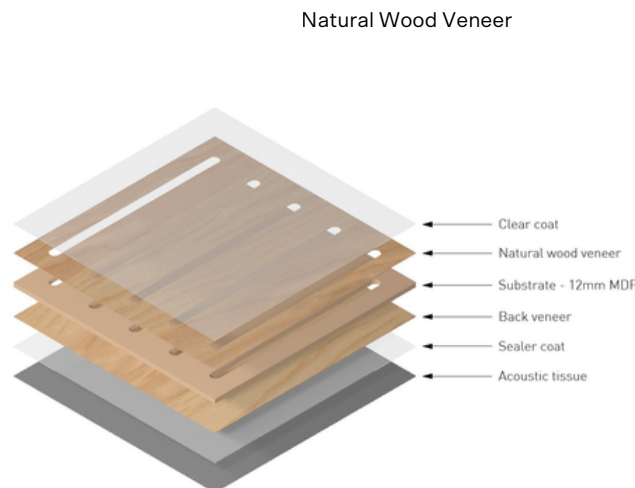 Natural Wood Veneer
Clear coat
Natural wood veneer
Substrate - 12mm MDF
Back veneer
Sealer coat
Acoustic tissue